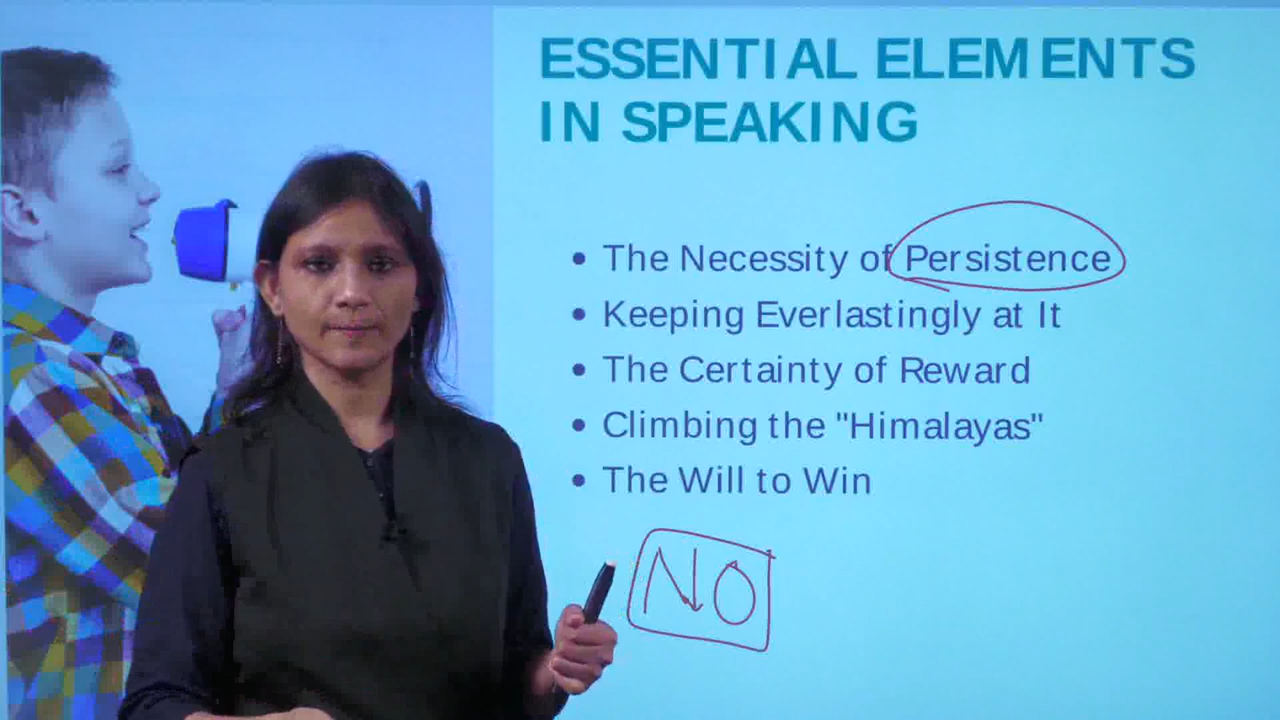 ESSENTIAL ELEMENTS
IN SPEAKING
• The Necessity of Persistence
• Keeping Everlastingly at It
• The Certainty of Reward
• Climbing the "Himalayas"
• The Will to Win
NO